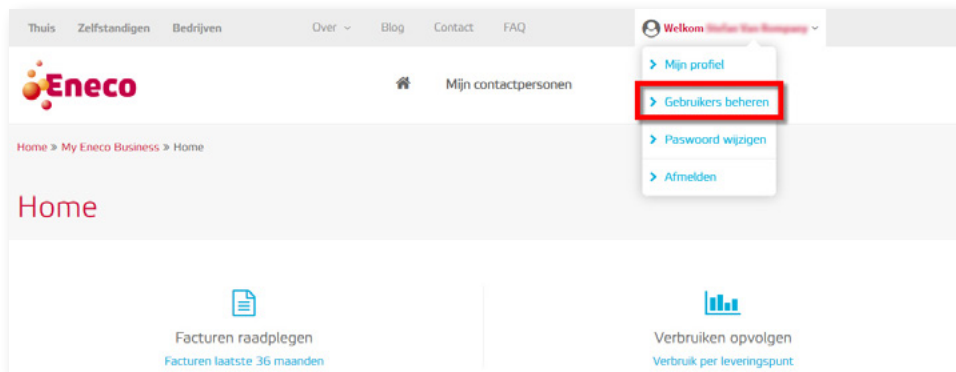 Thuis Zelfstandigen Bedrijven Over Blog Contact FAQ Welkom
Mijn profiel
Eneco Mijn contactpersonen
Gebruikers beheren
Home » My Eneco Business » Home
Paswoord wijzigen
Afmelden
Home
Facturen raadplegen Verbruiken opvolgen
Facturen laatste 36 maanden Verbruik per leveringspunt